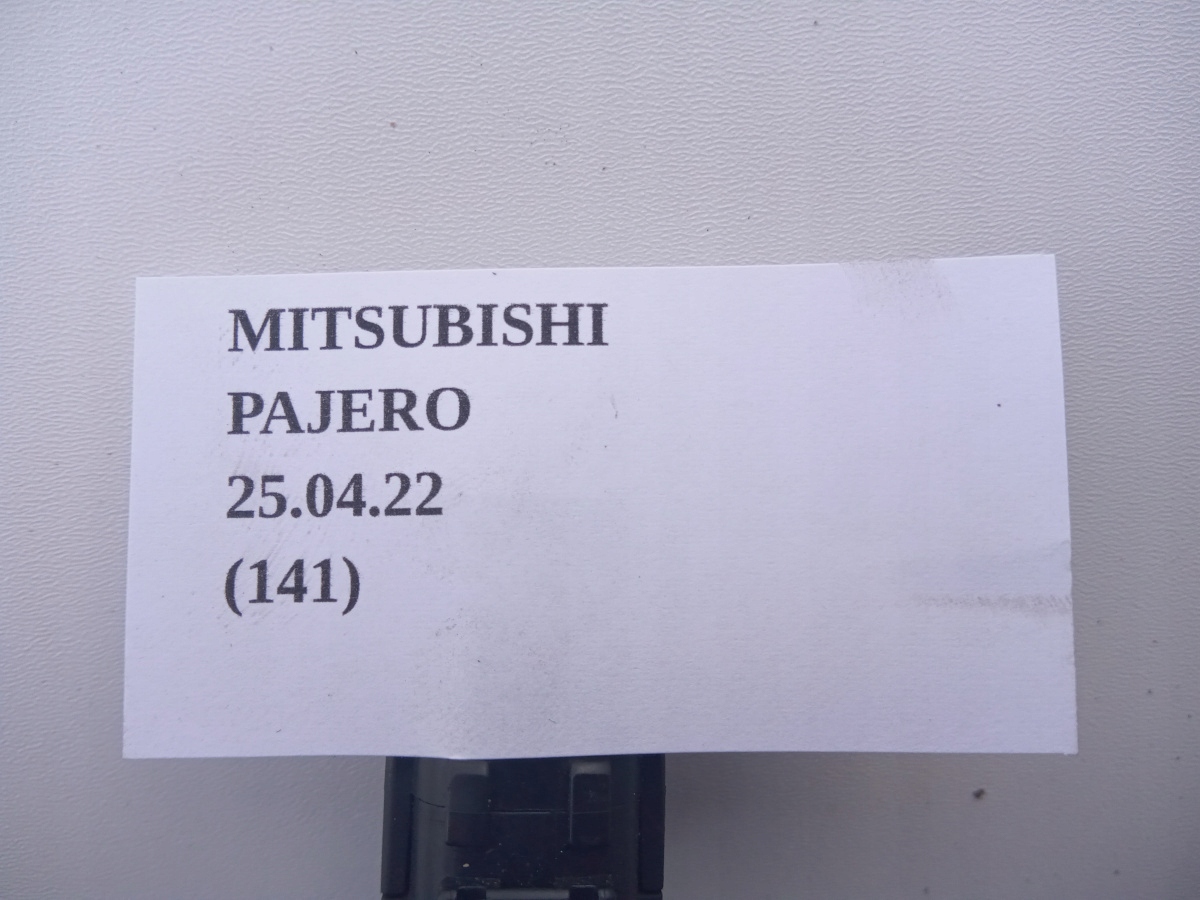 MITSUBISHI
PAJERO
25.04.22
(141)